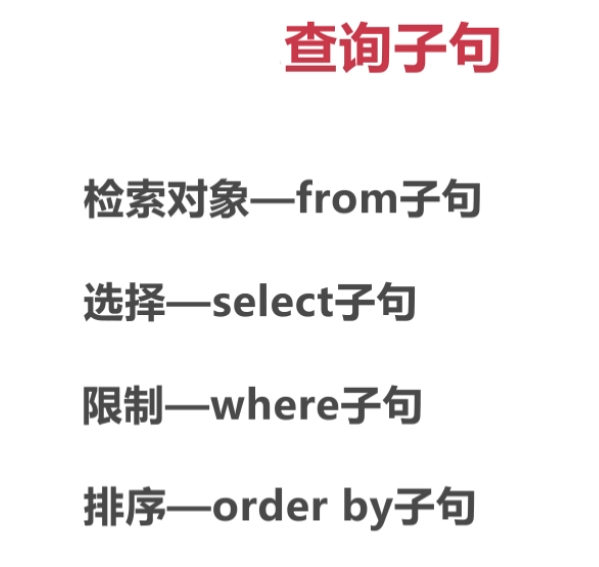 查询子句
检索对象—from子句
选择—select子句
限制—where子句
排序—order by子句